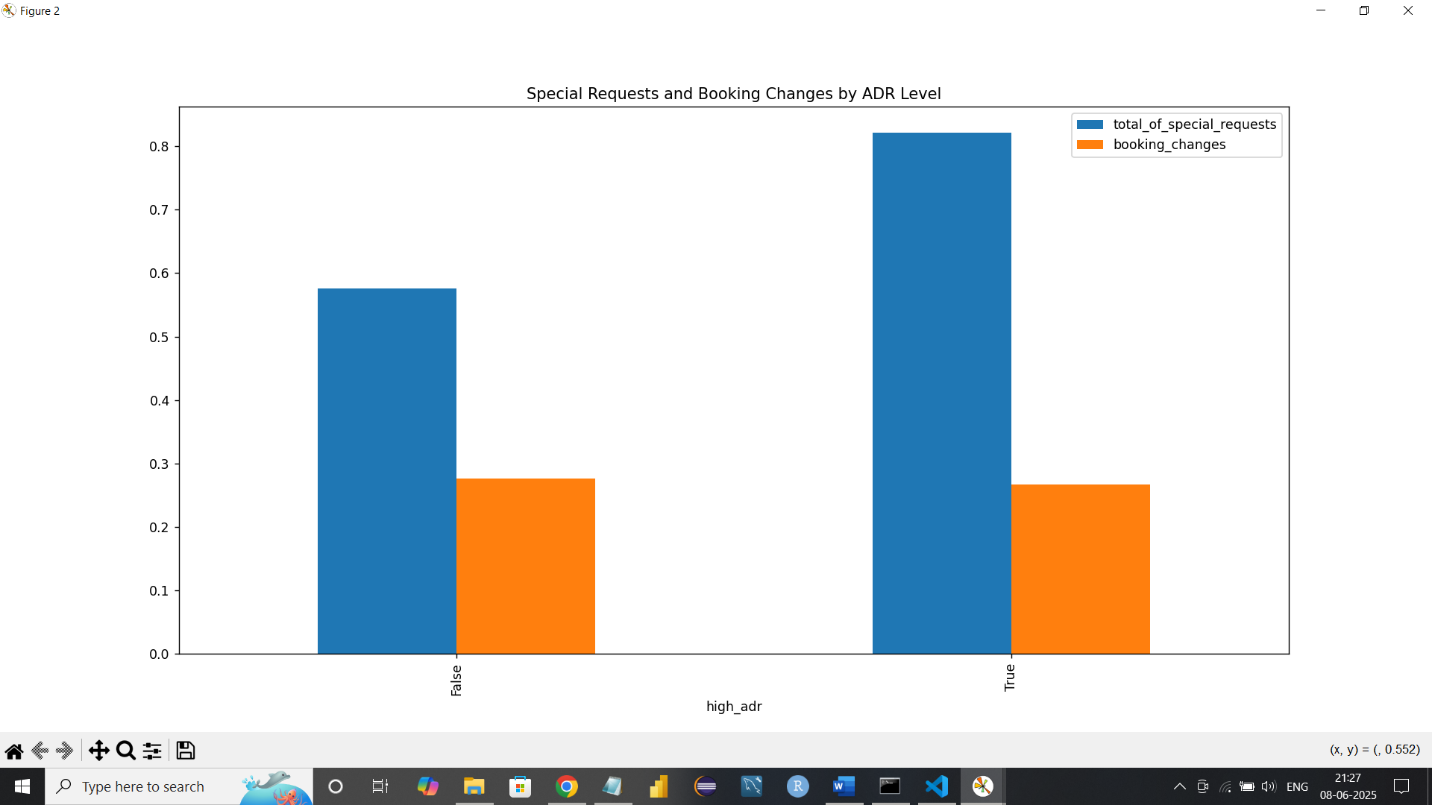 Figure 2
Special Requests and Booking Changes by ADR Level
total_of_special_requests
booking_changes
0.8
0.7
0.6
0.5
0.4
0.3
0.2
0.1
0.0
False
True
high_adr
(x, y) = (, 0.552)
Type here to search
R
W
ENG
21:27
08-06-2025